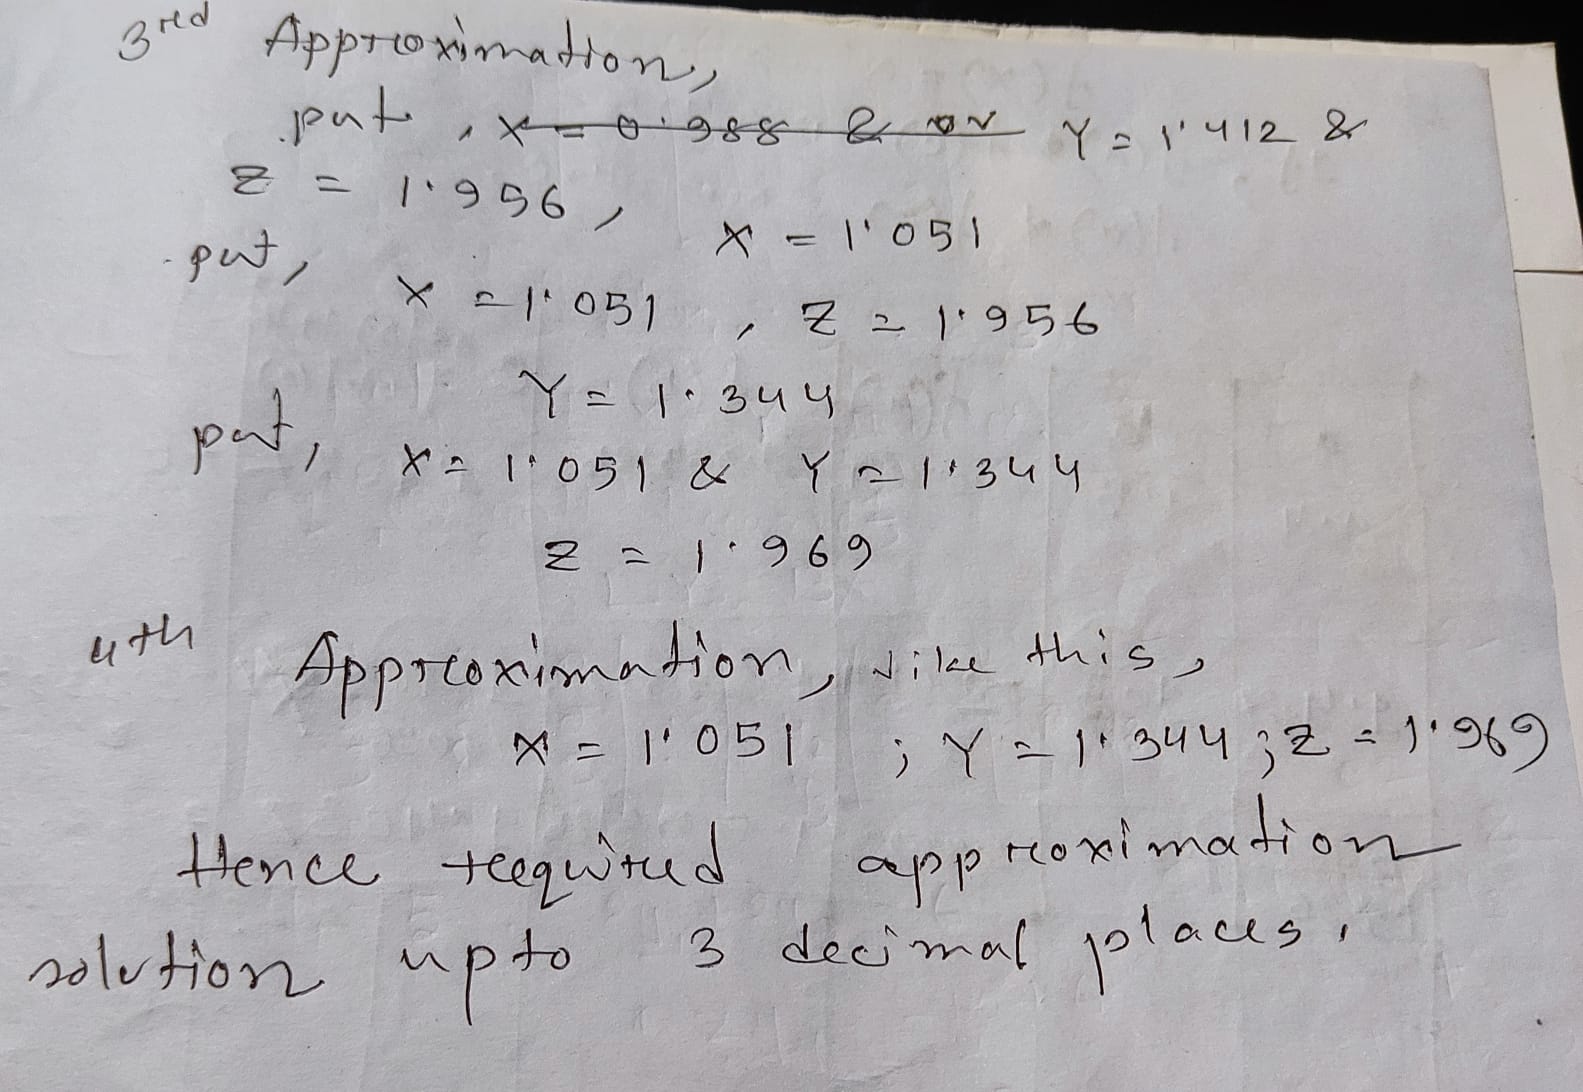 3rd Approximation,
put, X = 0.988 & Y = 1.412 &
Z = 1.956, X = 1.051
put,
X = 1.051, Z = 1.956
Y = 1.344
put, X = 1.051 & Y = 1.344
Z = 1.969
4th Approximation, like this,
X = 1.051 ; Y = 1.344 ; Z = 1.969
Hence required approximation
solution upto 3 decimal places.